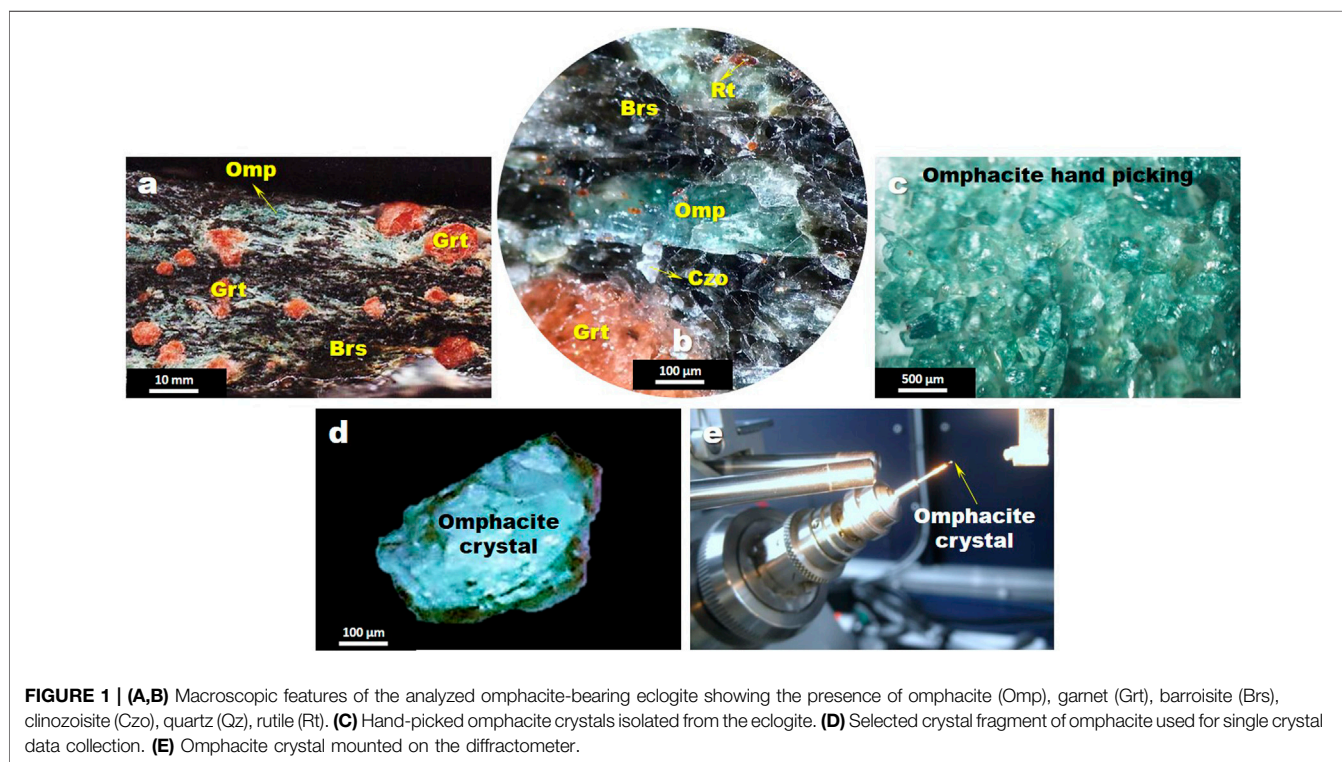 a
Omp
Grt
Grt
Brs
10 mm
Rt
Brs
Omp
Czo
Grt
b
100 µm
c
Omphacite hand picking
500 µm
d
Omphacite
crystal
100 µm
e
Omphacite
crystal
FIGURE 1 | (A,B) Macroscopic features of the analyzed omphacite-bearing eclogite showing the presence of omphacite (Omp), garnet (Grt), barroisite (Brs),
clinozoisite (Czo), quartz (Qz), rutile (Rt). (C) Hand-picked omphacite crystals isolated from the eclogite. (D) Selected crystal fragment of omphacite used for single crystal
data collection. (E) Omphacite crystal mounted on the diffractometer.